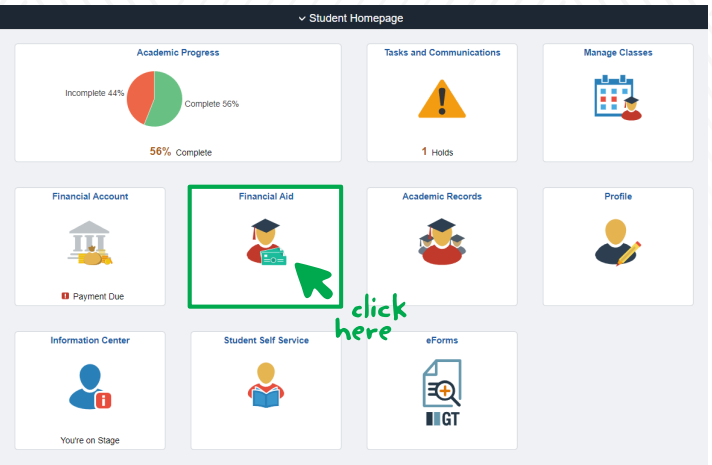 Student Homepage
Academic Progress
Incomplete 44%
Complete 56%
56% Complete
Tasks and Communications
1 Holds
Manage Classes
Financial Account
Payment Due
Financial Aid
click
here
Academic Records
Profile
Information Center
You're on Stage
Student Self Service
eForms
GT